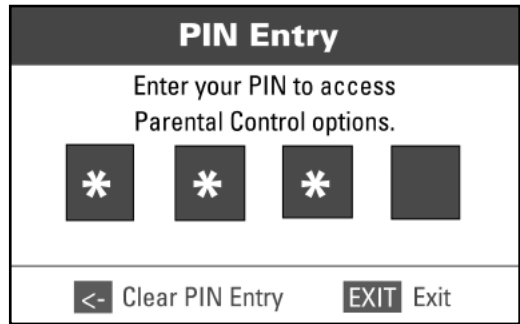 PIN Entry
Enter your PIN to access
Parental Control options.
* * *
<- Clear PIN Entry EXIT Exit